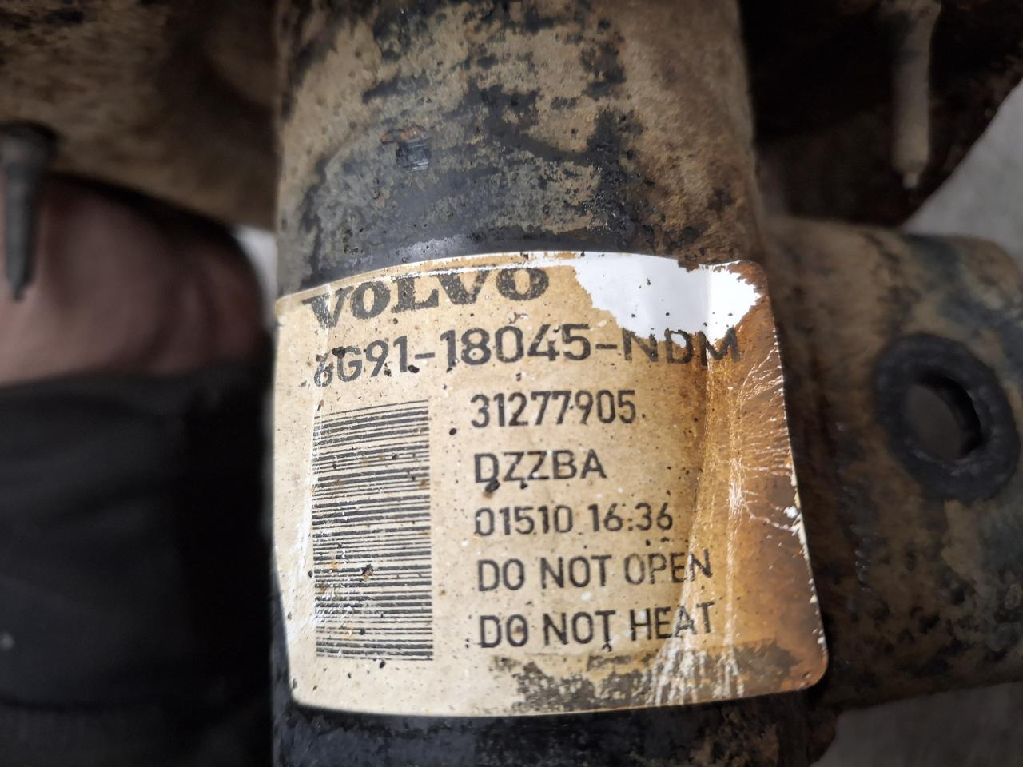 VOLVO
6G91-18045-NDM
31277905
DZZBA
01510 16:36
DO NOT OPEN
DO NOT HEAT